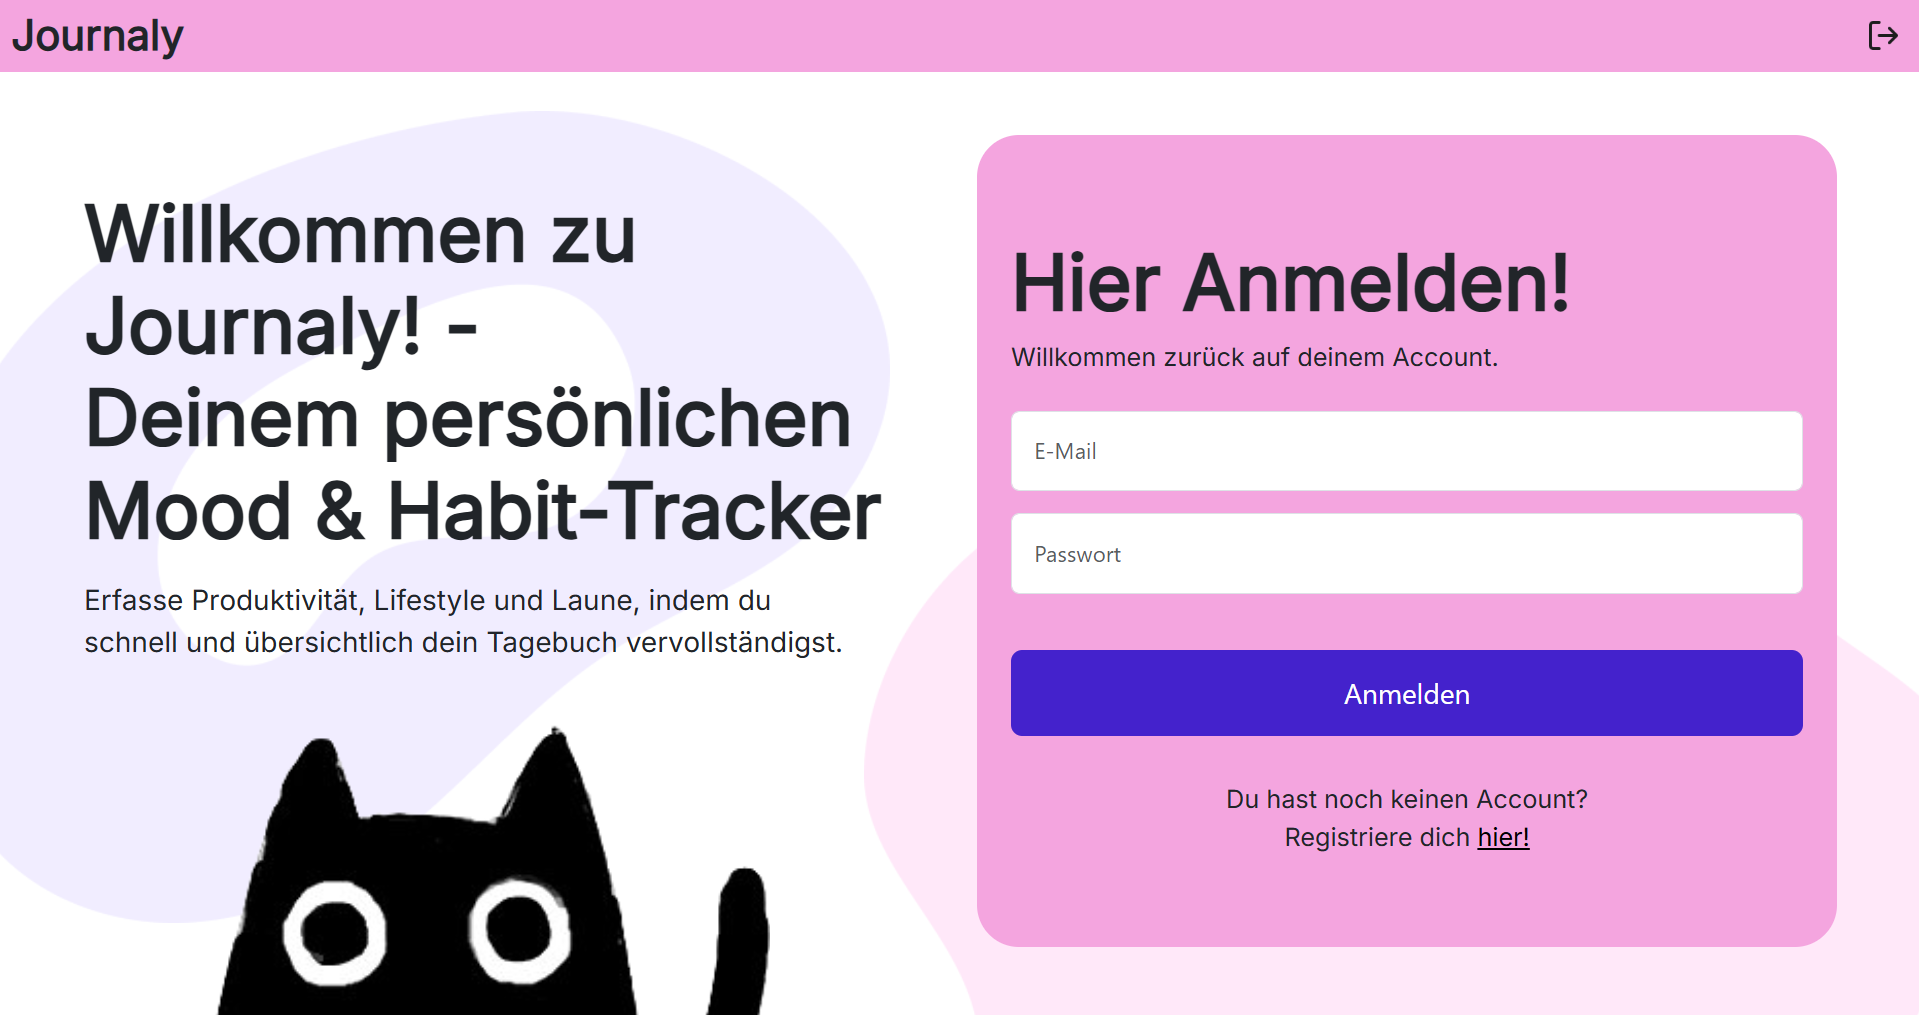 Journaly
Willkommen zu
Journaly! -
Deinem persönlichen
Mood & Habit-Tracker
Erfasse Produktivität, Lifestyle und Laune, indem du
schnell und übersichtlich dein Tagebuch vervollständigst.
Hier Anmelden!
Willkommen zurück auf deinem Account.
E-Mail
Passwort
Anmelden
Du hast noch keinen Account?
Registriere dich hier!